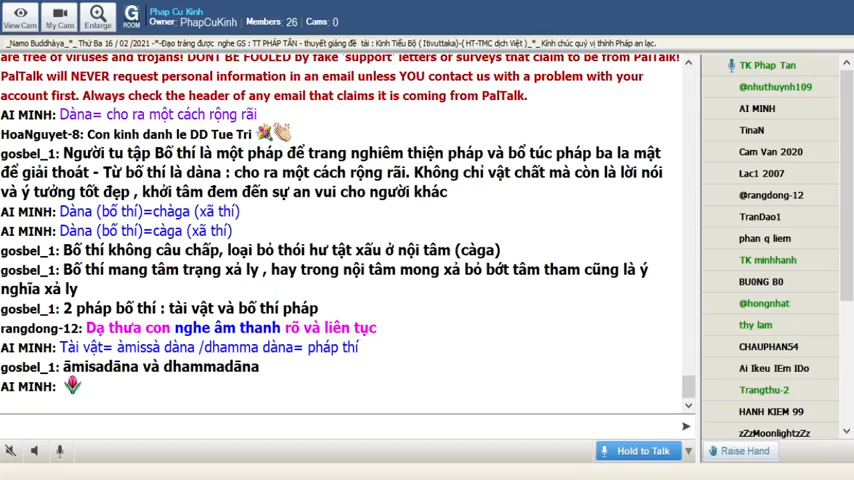 View Cam
My Cam
Enlarge
G
ROOM
Phap Cu Kinh
Owner: PhapCuKinh | Members: 26 Cams: 0
_Namo Buddhàya_*_ Thứ Ba 16 / 02 /2021 -*-Đạo tràng được nghe GS : TT PHÁP TÂN - thuyết giảng đề tài : Kinh Tiểu Bộ ( Itivuttaka)-( HT-TMC dịch Việt )_*_ Kính chúc quý vị thính Pháp an lạc.
are free of viruses and trojans! DONT BE FOOLED by fake 'support' letters or surveys that claim to be from PalTalk!
PalTalk will NEVER request personal information in an email unless YOU contact us with a problem with your
account first. Always check the header of any email that claims it is coming from PalTalk.
AI MINH: Dàna= cho ra một cách rộng rãi
HoaNguyet-8: Con kinh danh le DD Tue Tri
gosbel_1: Người tu tập Bố thí là một pháp để trang nghiêm thiện pháp và bổ túc pháp ba la mật
để giải thoát - Từ bố thí là dàna : cho ra một cách rộng rãi. Không chỉ vật chất mà còn là lời nói
và ý tưởng tốt đẹp , khởi tâm đem đến sự an vui cho người khác
AI MINH: Dàna (bố thí)=chàga (xã thí)
AI MINH: Dàna (bố thí)=càga (xã thí)
gosbel_1: Bố thí không câu chấp, loại bỏ thói hư tật xấu ở nội tâm (càga)
gosbel_1: Bố thí mang tâm trạng xả ly , hay trong nội tâm mong xả bỏ bớt tâm tham cũng là ý
nghĩa xả ly
gosbel_1: 2 pháp bố thí : tài vật và bố thí pháp
rangdong-12: Dạ thưa con nghe âm thanh rõ và liên tục
AI MINH: Tài vật= àmissà dàna /dhamma dàna= pháp thí
gosbel_1: āmisadāna và dhammadāna
AI MINH:
Hold to Talk
Raise Hand
TK Phap Tan
@nhuthuynh109
AI MINH
TinaN
Cam Van 2020
Lac1 2007
@rangdong-12
TranDao1
phan q liem
TK minhhanh
BU0NG B0
@hongnhat
thy lam
CHAUPHAN54
Ai Ikeu IEm IDo
Trangthu-2
HANH KIEM 99
zZzMoonlightzZz